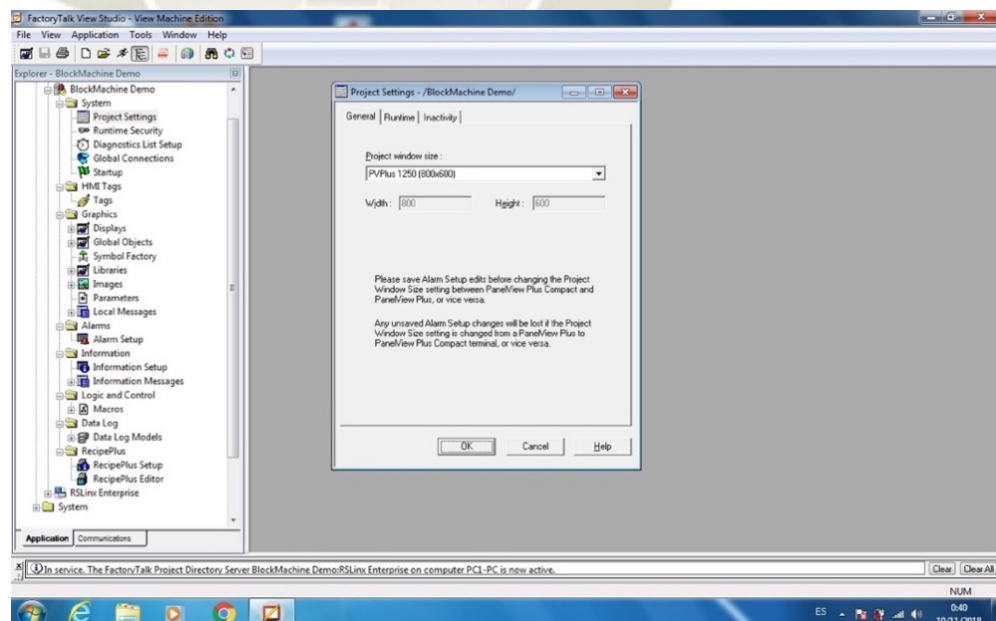 FactoryTalk View Studio - View Machine Edition
File View Application Tools Window Help
Explorer - BlockMachine Demo
BlockMachine Demo
System
Project Settings
Runtime Security
Diagnostics List Setup
Global Connections
Startup
HMI Tags
Tags
Graphics
Displays
Global Objects
Symbol Factory
Libraries
Images
Parameters
Local Messages
Alarms
Alarm Setup
Information
Information Setup
Information Messages
Logic and Control
Macros
Data Log
Data Log Models
RecipePlus
RecipePlus Setup
RecipePlus Editor
RSLinx Enterprise
System
Application Communications
Project Settings - /BlockMachine Demo/
General Runtime Inactivity
Project window size :
PVPlus 1250 (800x600)
Width : 800 Height : 600
Please save Alarm Setup edits before changing the Project
Window Size setting between PanelView Plus Compact and
PanelView Plus, or vice versa.
Any unsaved Alarm Setup changes will be lost if the Project
Window Size setting is changed from a PanelView Plus to
PanelView Plus Compact terminal, or vice versa.
OK Cancel Help
In service. The FactoryTalk Project Directory Server BlockMachine Demo:RSLinx Enterprise on computer PC1-PC is now active.
Clear Clear All
NUM
ES 0:40
10/11/2018